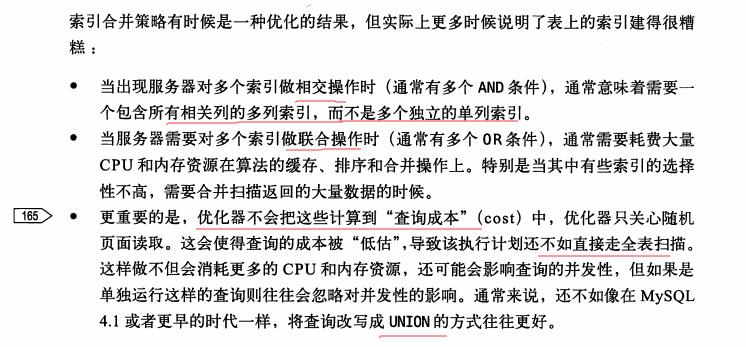 索引合并策略有时候是一种优化的结果，但实际上更多时候说明了表上的索引建得很糟
糕：
● 当出现服务器对多个索引做相交操作时（通常有多个 AND 条件），通常意味着需要一
个包含所有相关列的多列索引，而不是多个独立的单列索引。
● 当服务器需要对多个索引做联合操作时（通常有多个 OR 条件），通常需要耗费大量
CPU 和内存资源在算法的缓存、排序和合并操作上。特别是当其中有些索引的选择
性不高，需要合并扫描返回的大量数据的时候。
165
● 更重要的是，优化器不会把这些计算到“查询成本”（cost）中，优化器只关心随机
页面读取。这会使得查询的成本被“低估”，导致该执行计划还不如直接走全表扫描。
这样做不但会消耗更多的 CPU 和内存资源，还可能会影响查询的并发性，但如果是
单独运行这样的查询则往往会忽略对并发性的影响。通常来说，还不如像在 MySQL
4.1 或者更早的时代一样，将查询改写成 UNION 的方式往往更好。